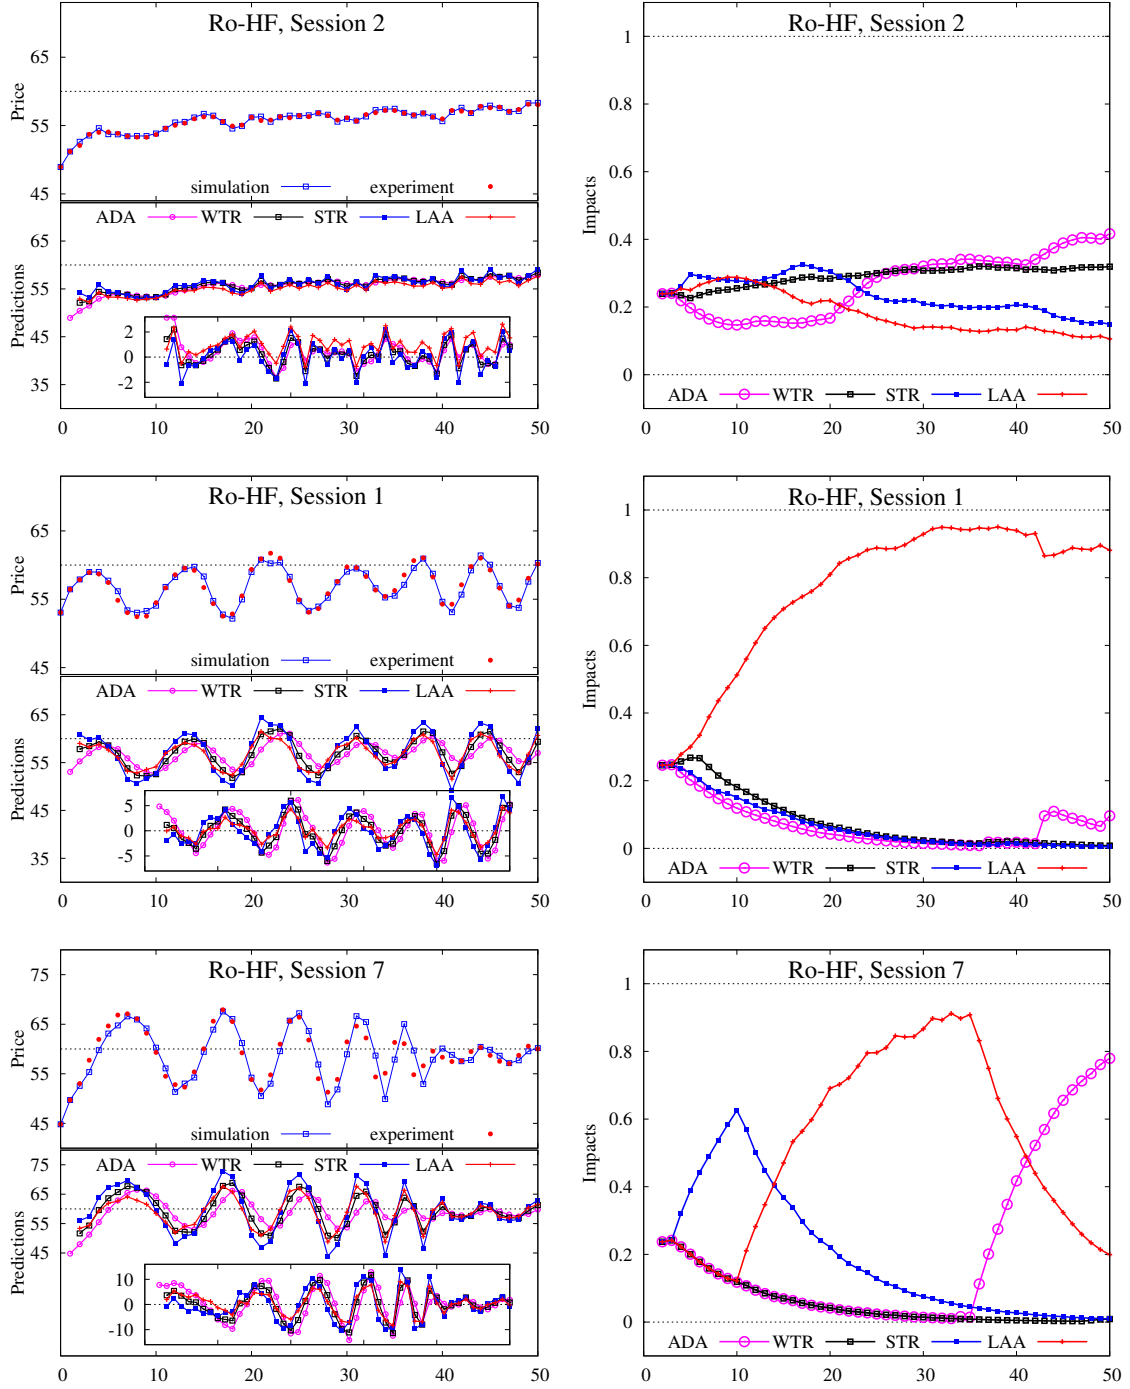 Ro-HF, Session 2
65
55
45
Price
simulation experiment
ADA WTR STR LAA
65
55
45
35
Predictions
2
0
-2
0 10 20 30 40 50
Ro-HF, Session 2
1
0.8
0.6
0.4
0.2
0
Impacts
ADA WTR STR LAA
0 10 20 30 40 50
Ro-HF, Session 1
65
55
45
Price
simulation experiment
ADA WTR STR LAA
65
55
45
35
Predictions
5
0
-5
0 10 20 30 40 50
Ro-HF, Session 1
1
0.8
0.6
0.4
0.2
0
Impacts
ADA WTR STR LAA
0 10 20 30 40 50
Ro-HF, Session 7
75
65
55
45
Price
simulation experiment
ADA WTR STR LAA
75
65
55
45
Predictions
10
0
-10
0 10 20 30 40 50
Ro-HF, Session 7
1
0.8
0.6
0.4
0.2
0
Impacts
ADA WTR STR LAA
0 10 20 30 40 50